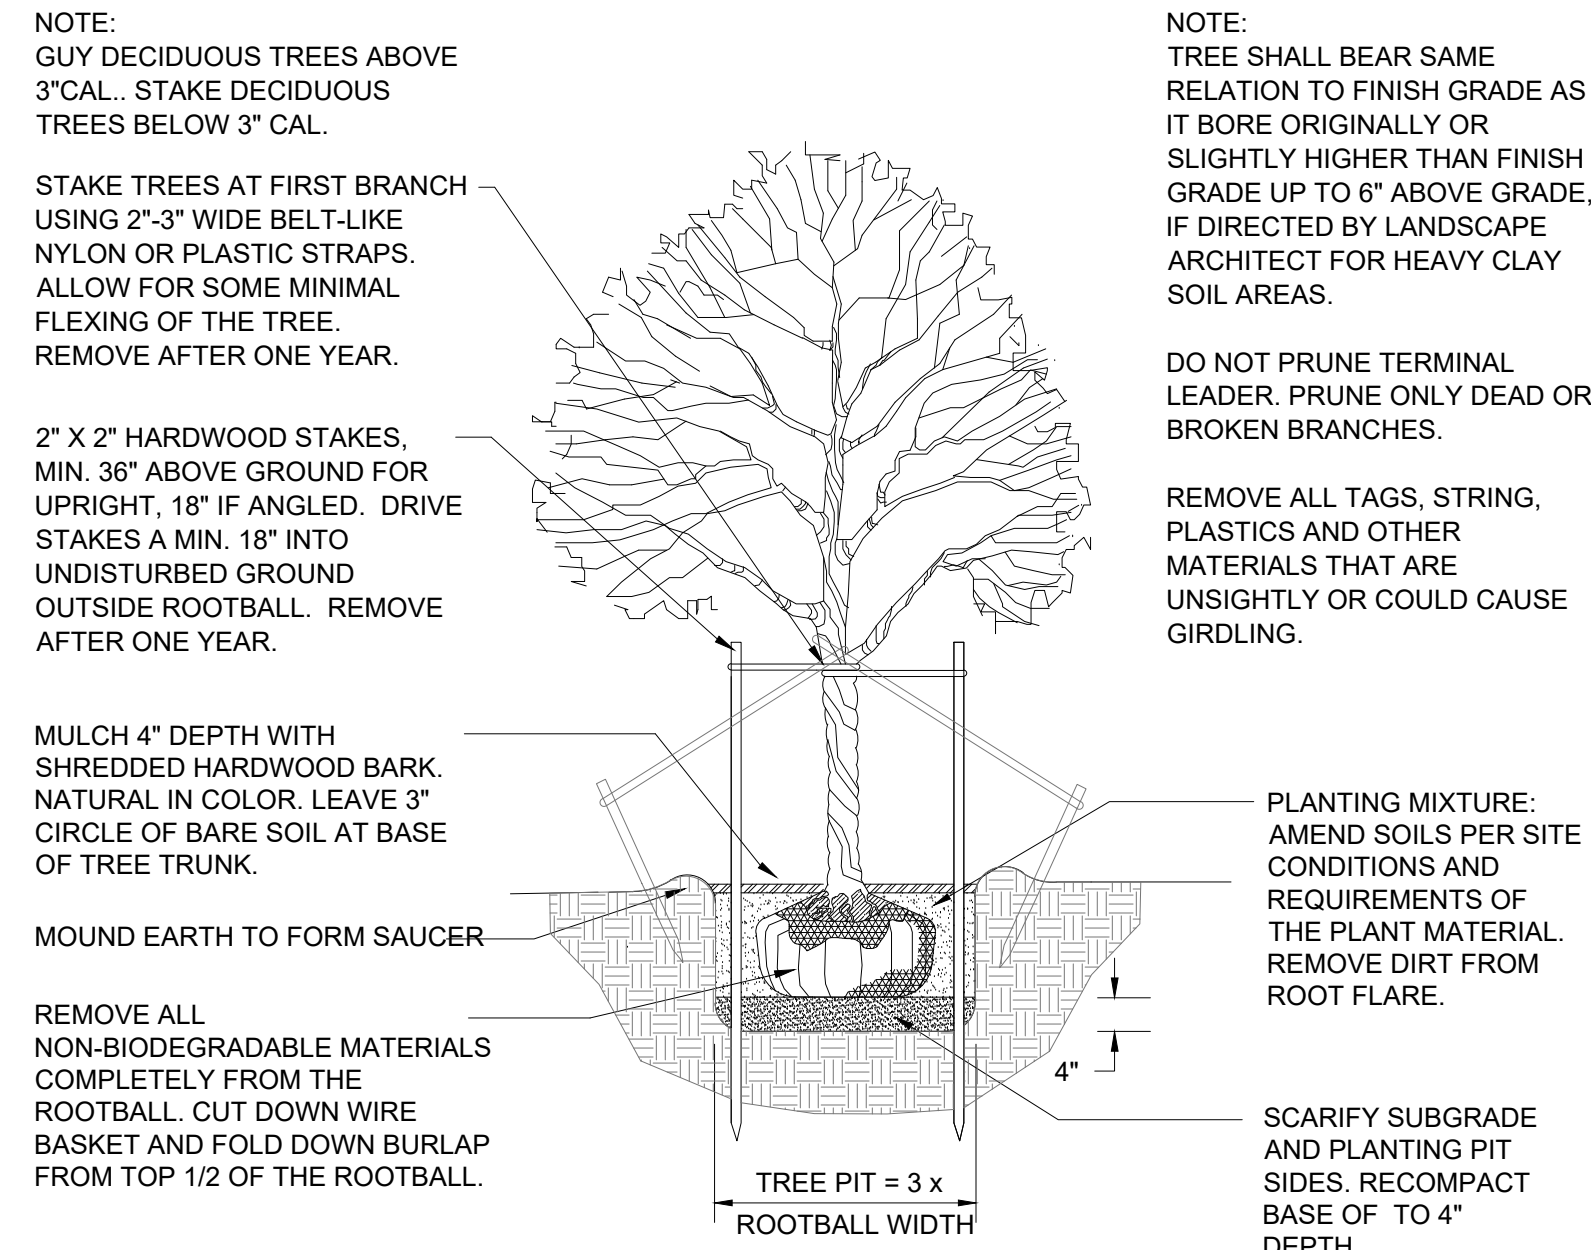 NOTE:
GUY DECIDUOUS TREES ABOVE
3"CAL.. STAKE DECIDUOUS
TREES BELOW 3" CAL.
STAKE TREES AT FIRST BRANCH
USING 2"-3" WIDE BELT-LIKE
NYLON OR PLASTIC STRAPS.
ALLOW FOR SOME MINIMAL
FLEXING OF THE TREE.
REMOVE AFTER ONE YEAR.
2" X 2" HARDWOOD STAKES,
MIN. 36" ABOVE GROUND FOR
UPRIGHT, 18" IF ANGLED. DRIVE
STAKES A MIN. 18" INTO
UNDISTURBED GROUND
OUTSIDE ROOTBALL. REMOVE
AFTER ONE YEAR.
MULCH 4" DEPTH WITH
SHREDDED HARDWOOD BARK.
NATURAL IN COLOR. LEAVE 3"
CIRCLE OF BARE SOIL AT BASE
OF TREE TRUNK.
MOUND EARTH TO FORM SAUCER
REMOVE ALL
NON-BIODEGRADABLE MATERIALS
COMPLETELY FROM THE
ROOTBALL. CUT DOWN WIRE
BASKET AND FOLD DOWN BURLAP
FROM TOP 1/2 OF THE ROOTBALL.
TREE PIT = 3 x
ROOTBALL WIDTH
4"
NOTE:
TREE SHALL BEAR SAME
RELATION TO FINISH GRADE AS
IT BORE ORIGINALLY OR
SLIGHTLY HIGHER THAN FINISH
GRADE UP TO 6" ABOVE GRADE,
IF DIRECTED BY LANDSCAPE
ARCHITECT FOR HEAVY CLAY
SOIL AREAS.
DO NOT PRUNE TERMINAL
LEADER. PRUNE ONLY DEAD OR
BROKEN BRANCHES.
REMOVE ALL TAGS, STRING,
PLASTICS AND OTHER
MATERIALS THAT ARE
UNSIGHTLY OR COULD CAUSE
GIRDLING.
PLANTING MIXTURE:
AMEND SOILS PER SITE
CONDITIONS AND
REQUIREMENTS OF
THE PLANT MATERIAL.
REMOVE DIRT FROM
ROOT FLARE.
SCARIFY SUBGRADE
AND PLANTING PIT
SIDES. RECOMPACT
BASE OF TO 4"
DEPTH